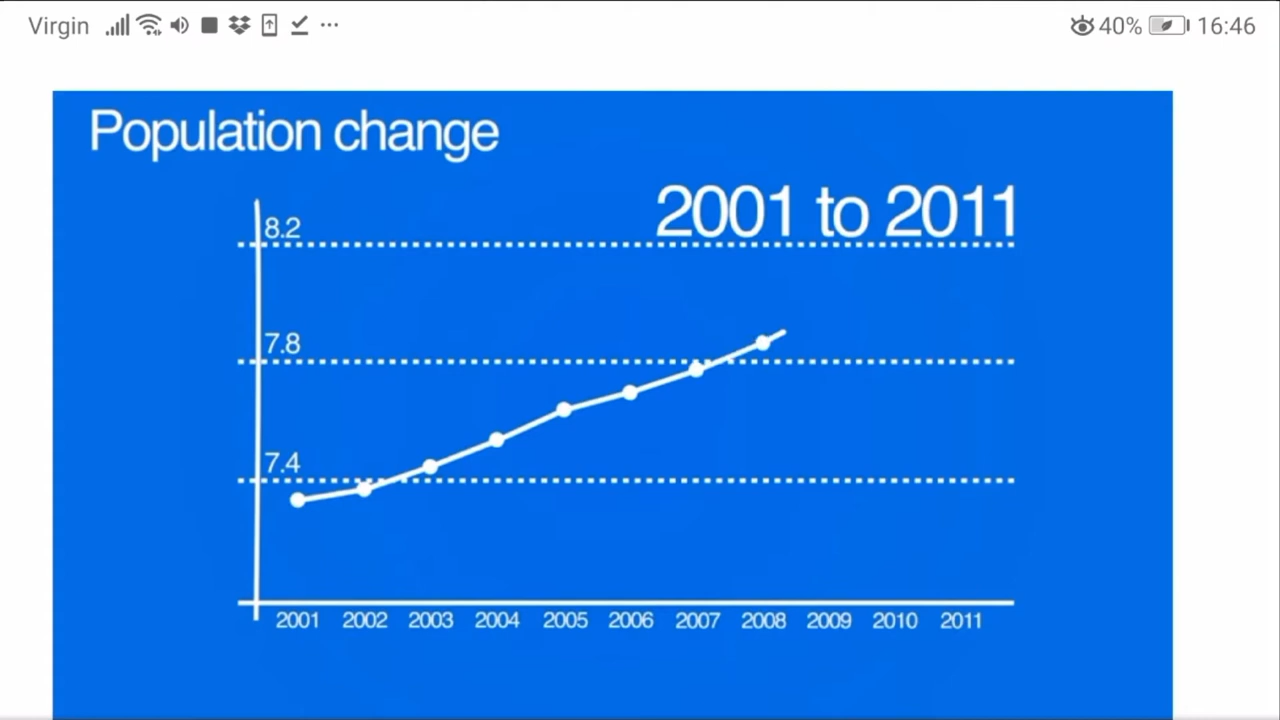 Virgin 40% 16:46
Population change
2001 to 2011
8.2
7.8
7.4
2001 2002 2003 2004 2005 2006 2007 2008 2009 2010 2011